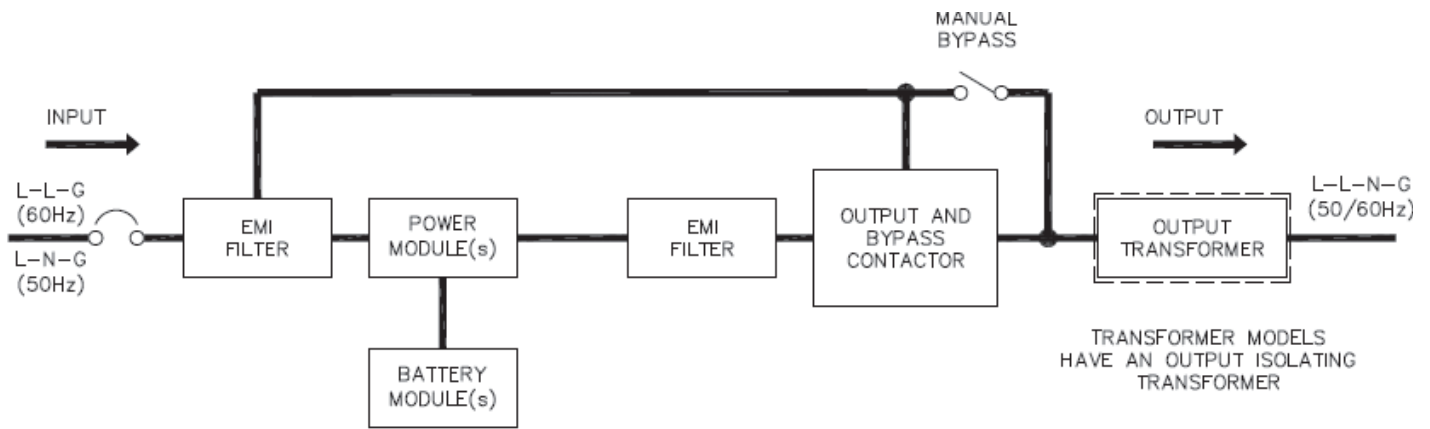 MANUAL
BYPASS
INPUT
OUTPUT
L-L-G
(60Hz)
L-N-G
(50Hz)
EMI
FILTER
POWER
MODULE(s)
EMI
FILTER
OUTPUT AND
BYPASS
CONTACTOR
OUTPUT
TRANSFORMER
L-L-N-G
(50/60Hz)
BATTERY
MODULE(s)
TRANSFORMER MODELS
HAVE AN OUTPUT ISOLATING
TRANSFORMER